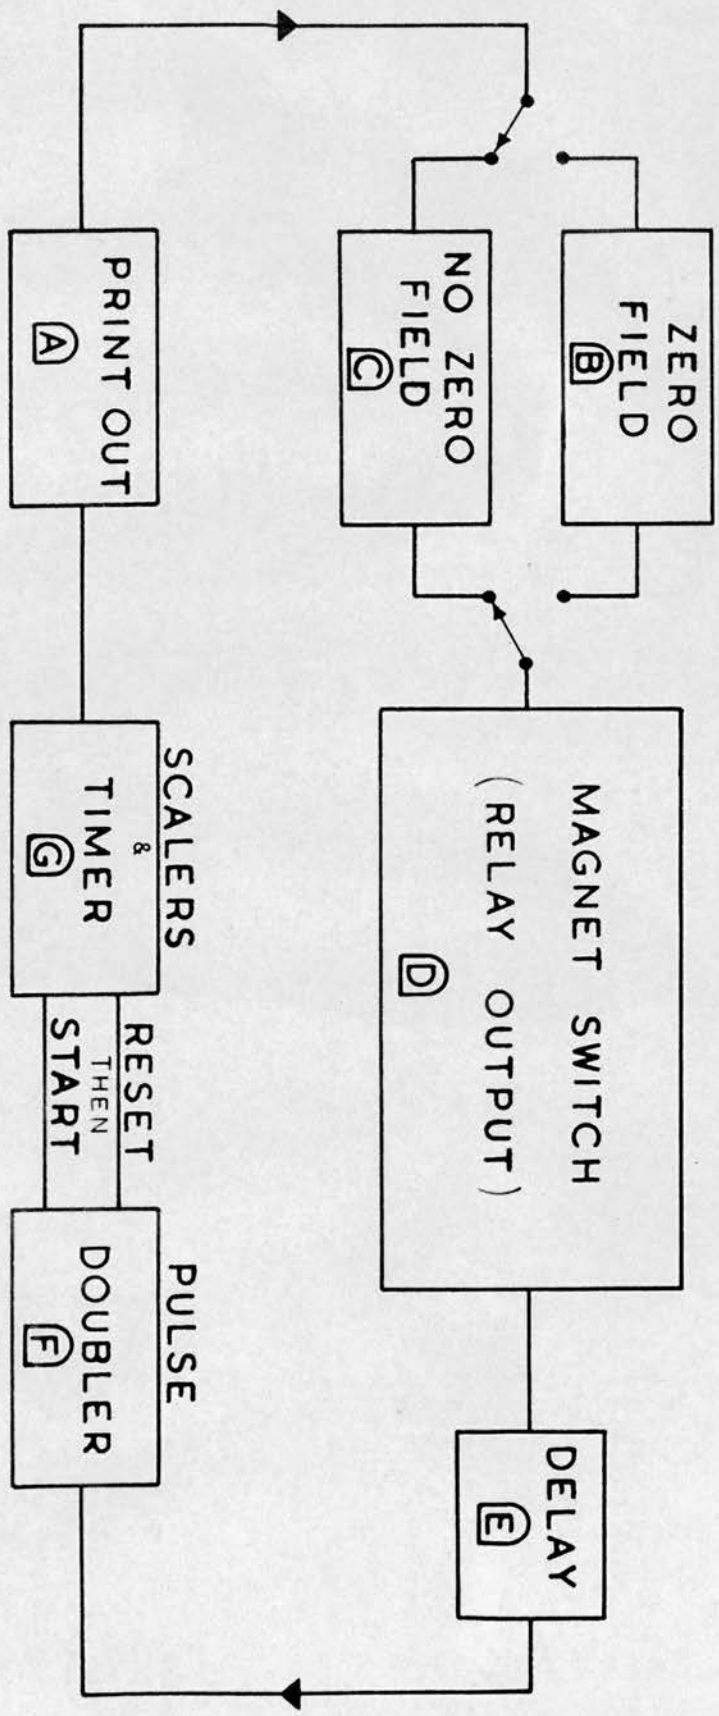 ZERO
FIELD
B
NO ZERO
FIELD
C
MAGNET SWITCH
(RELAY OUTPUT)
D
DELAY
E
PRINT OUT
A
SCALERS
&
TIMER
G
RESET
THEN
START
PULSE
DOUBLER
F